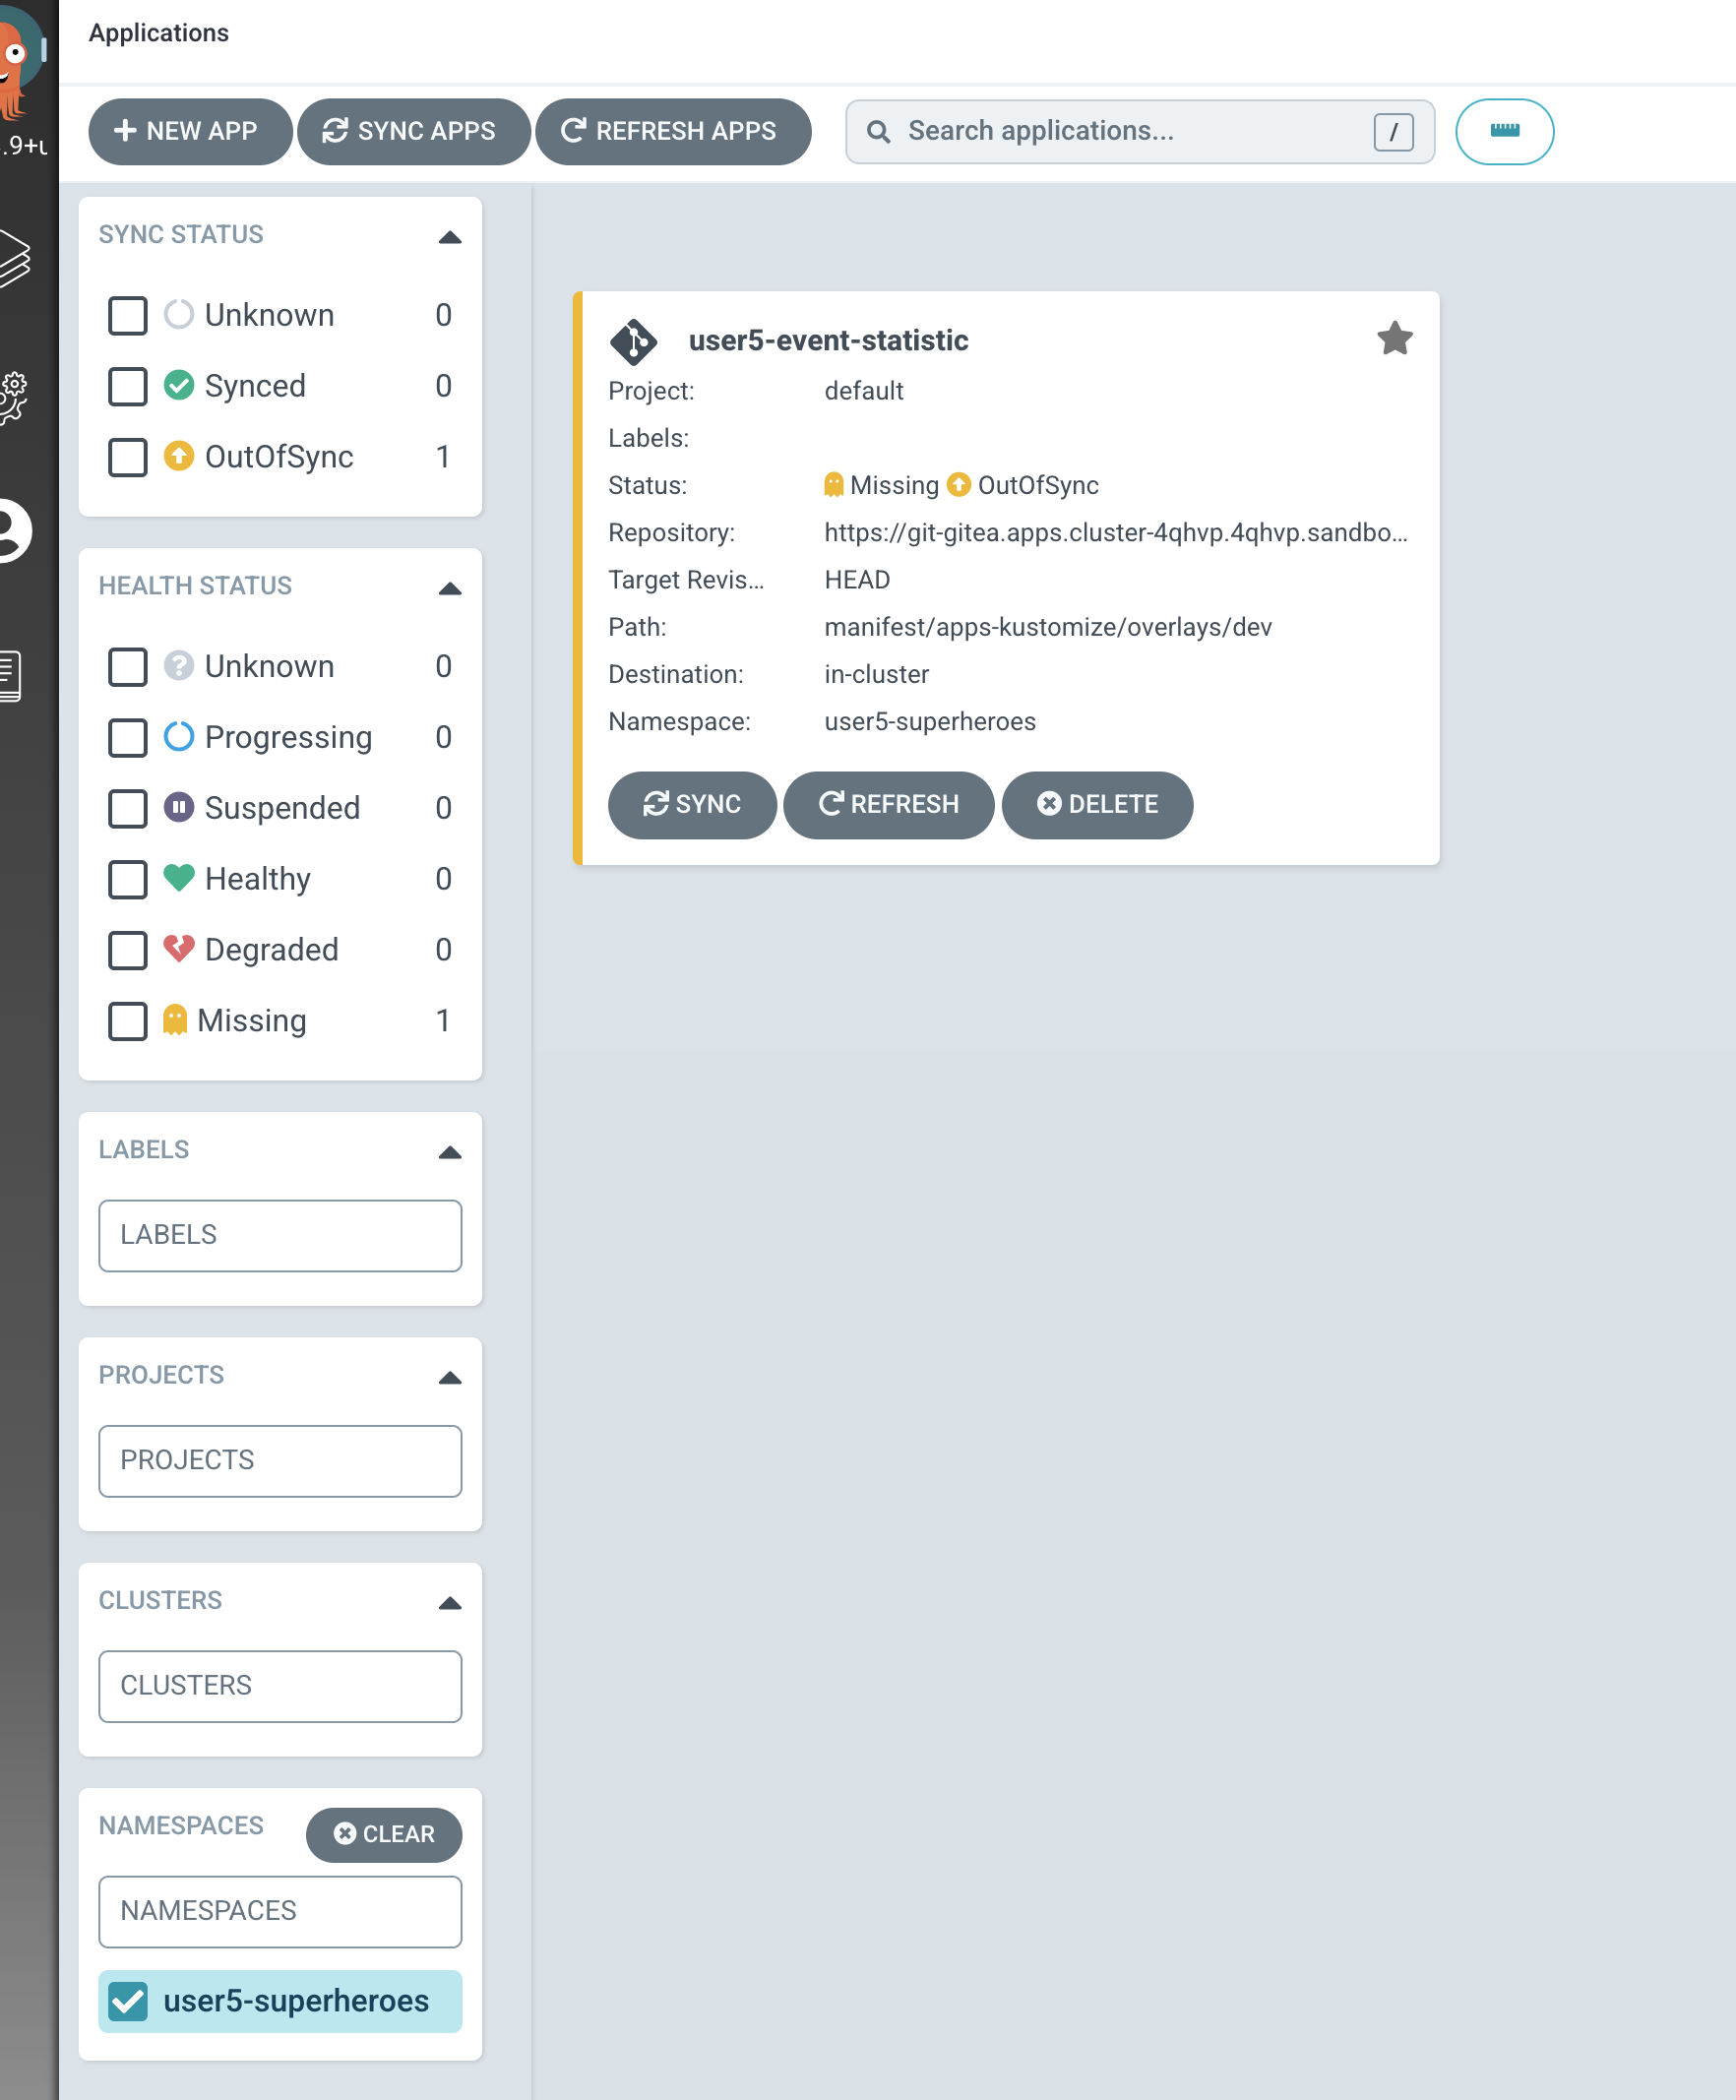 Applications
.9+
NEW APP
SYNC APPS
REFRESH APPS
Search applications...
/
SYNC STATUS
Unknown 0
Synced 0
OutOfSync 1
HEALTH STATUS
Unknown 0
Progressing 0
Suspended 0
Healthy 0
Degraded 0
Missing 1
LABELS
LABELS
PROJECTS
PROJECTS
CLUSTERS
CLUSTERS
NAMESPACES
CLEAR
NAMESPACES
user5-superheroes
user5-event-statistic
Project: default
Labels:
Status: Missing OutOfSync
Repository: https://git-gitea.apps.cluster-4qhvp.4qhvp.sandbo...
Target Revis... HEAD
Path: manifest/apps-kustomize/overlays/dev
Destination: in-cluster
Namespace: user5-superheroes
SYNC
REFRESH
DELETE